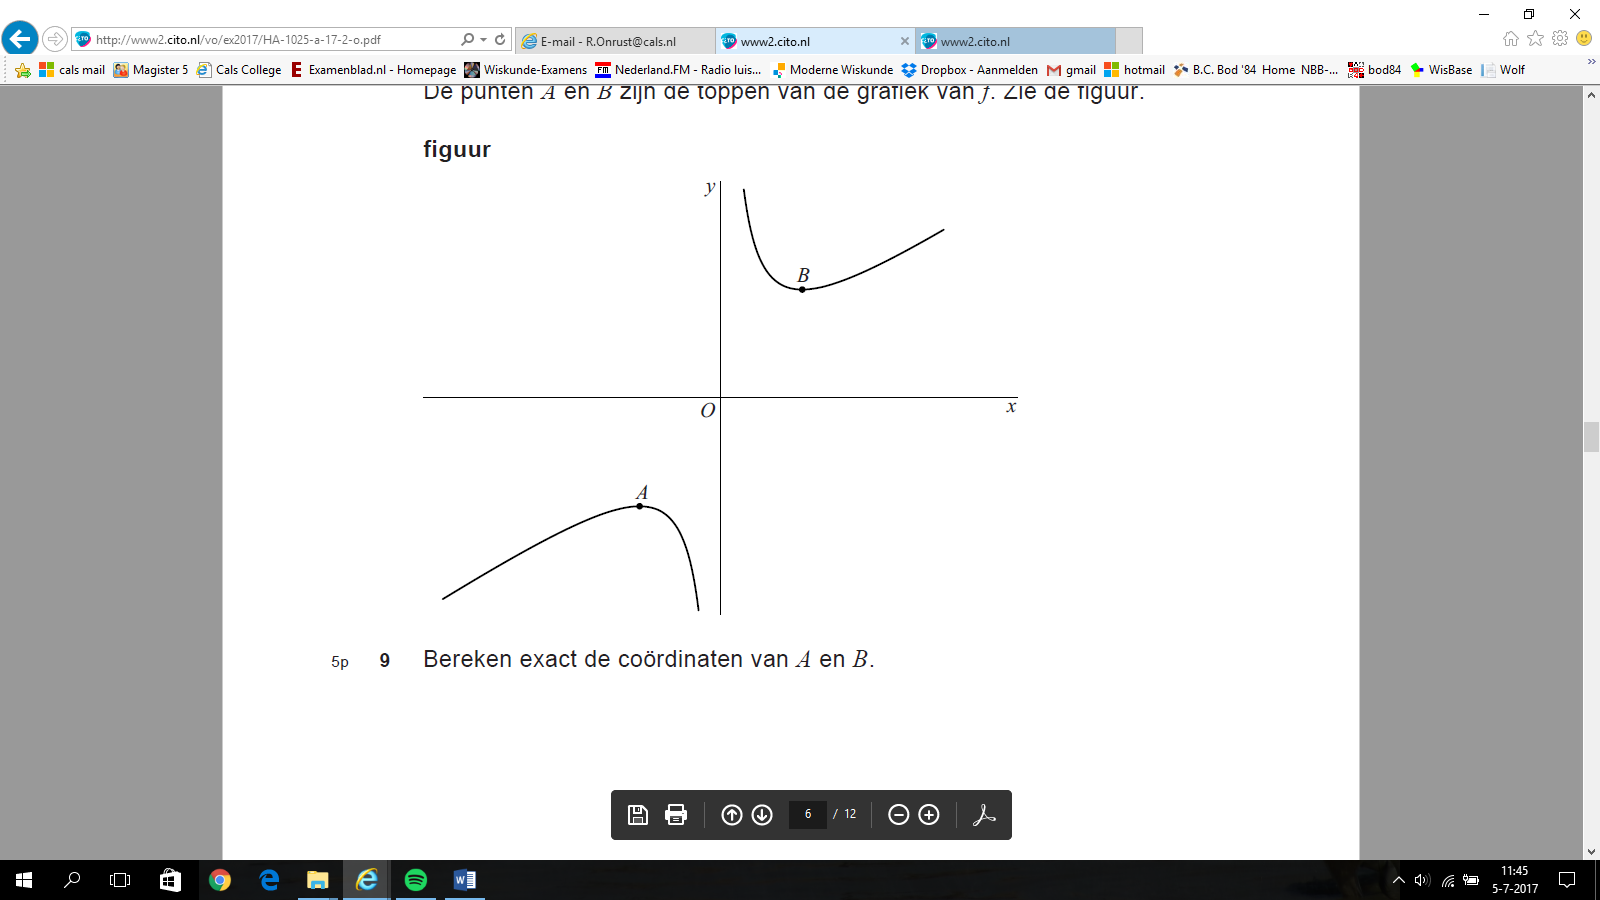 http://www2.cito.nl/vo/ex2017/HA-1025-a-17-2-o.pdf
E-mail - R.Onrust@cals.nl
www2.cito.nl
www2.cito.nl
cals mail
Magister 5
Cals College
Examenblad.nl - Homepage
Wiskunde-Examens
Nederland.FM - Radio luis...
Moderne Wiskunde
Dropbox - Aanmelden
gmail
hotmail
B.C. Bod '84 Home NBB-...
bod84
WisBase
Wolf
De punten A en B zijn de toppen van de grafiek van f. Zie de figuur.
figuur
y
B
O
x
A
5p 9 Bereken exact de coördinaten van A en B.
6 / 12
11:45
5-7-2017